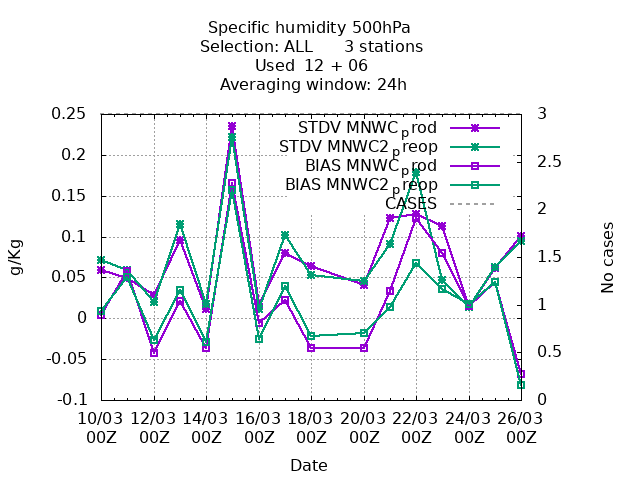 Specific humidity 500hPa
Selection: ALL 3 stations
Used 12 + 06
Averaging window: 24h
STDV MNWC_prod
STDV MNWC2_preop
BIAS MNWC_prod
BIAS MNWC2_preop
CASES
g/Kg
0.25
0.2
0.15
0.1
0.05
0
-0.05
-0.1
3
2.5
2
1.5
1
0.5
0
No cases
10/03 12/03 14/03 16/03 18/03 20/03 22/03 24/03 26/03
00Z 00Z 00Z 00Z 00Z 00Z 00Z 00Z 00Z
Date